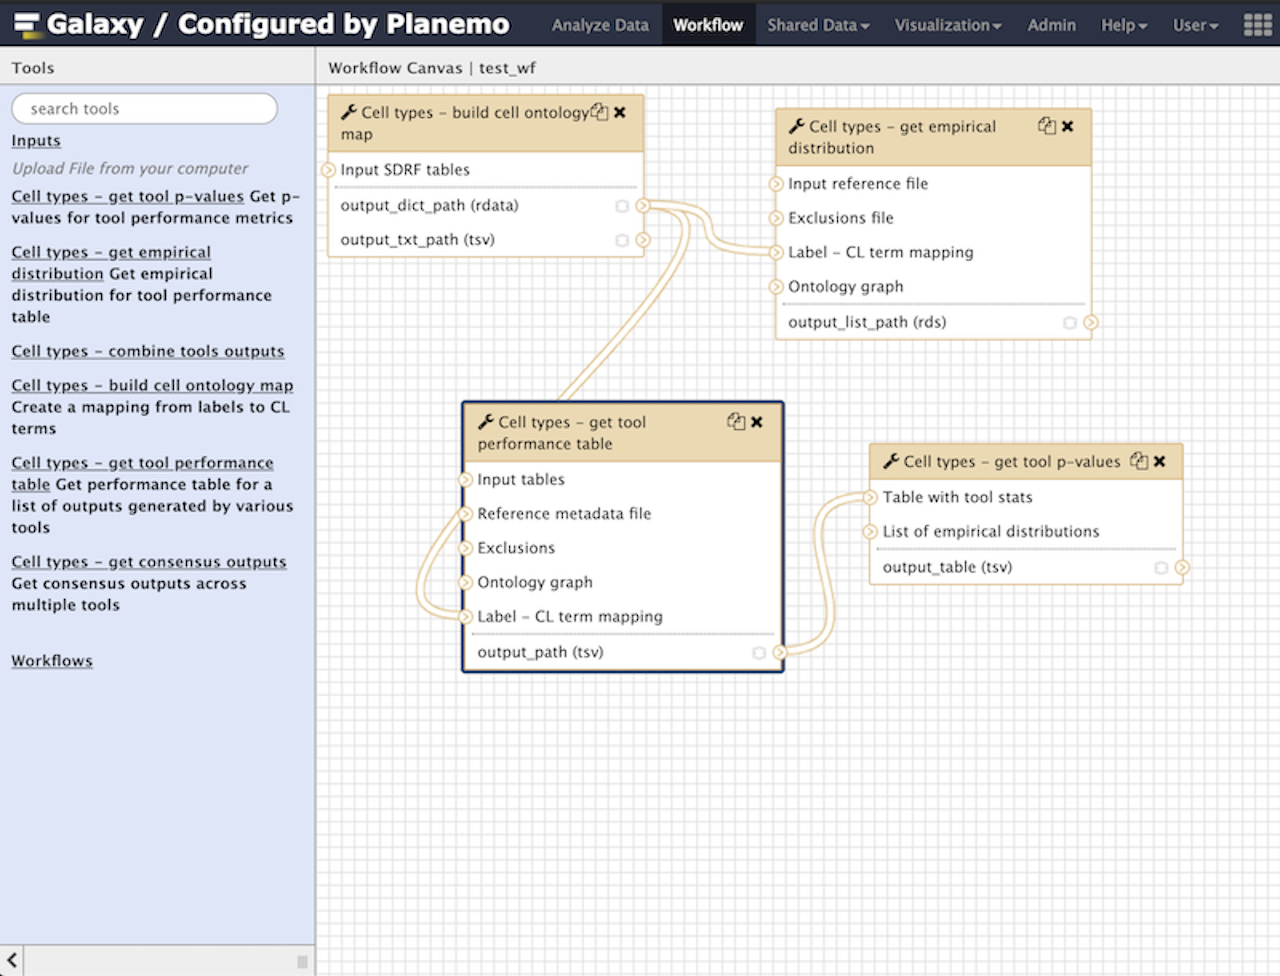 Galaxy / Configured by Planemo
Analyze Data Workflow Shared Data Visualization Admin Help User
Tools
search tools
Inputs
Upload File from your computer
Cell types - get tool p-values Get p-
values for tool performance metrics
Cell types - get empirical
distribution Get empirical
distribution for tool performance
table
Cell types - combine tools outputs
Cell types - build cell ontology map
Create a mapping from labels to CL
terms
Cell types - get tool performance
table Get performance table for a
list of outputs generated by various
tools
Cell types - get consensus outputs
Get consensus outputs across
multiple tools
Workflows
Workflow Canvas | test_wf
Cell types - build cell ontology
map
Input SDRF tables
output_dict_path (rdata)
output_txt_path (tsv)
Cell types - get empirical
distribution
Input reference file
Exclusions file
Label - CL term mapping
Ontology graph
output_list_path (rds)
Cell types - get tool
performance table
Input tables
Reference metadata file
Exclusions
Ontology graph
Label - CL term mapping
output_path (tsv)
Cell types - get tool p-values
Table with tool stats
List of empirical distributions
output_table (tsv)